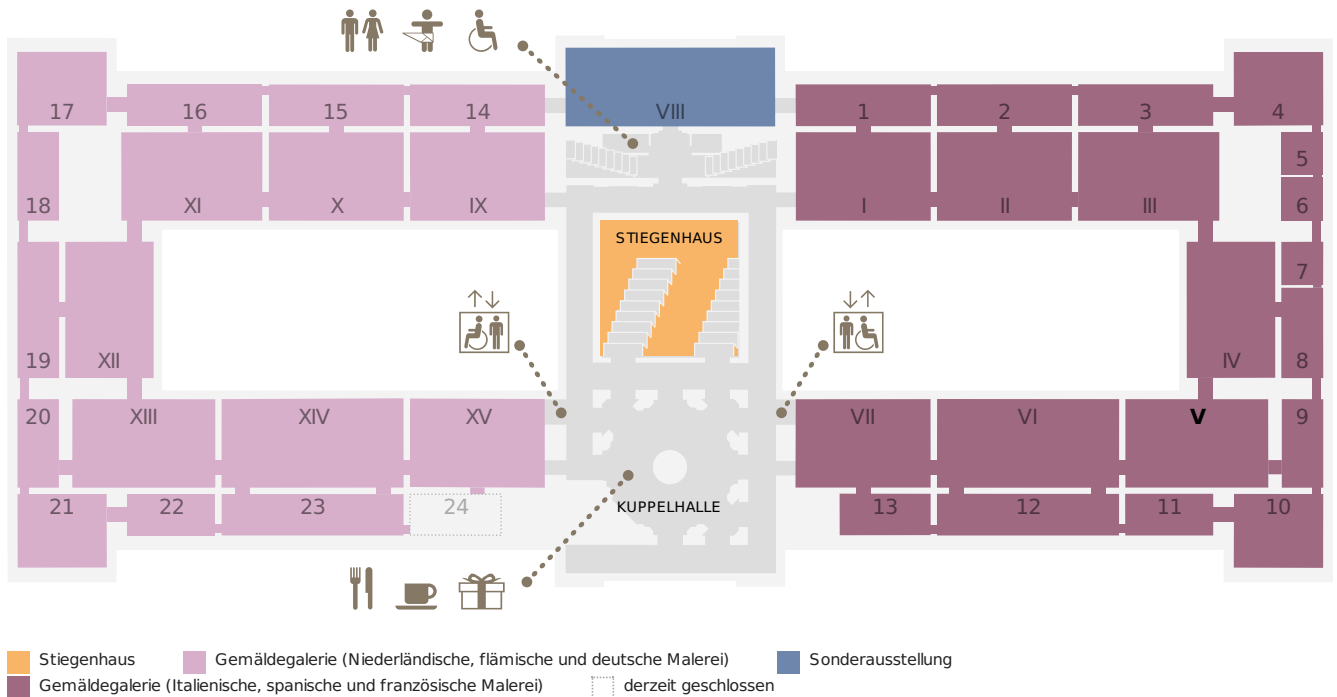 17 16 15 14 VIII 1 2 3 4
5
18 XI X IX I II III 6
STIEGENHAUS
7
19 XII IV 8
20 XIII XIV XV VII VI V 9
21 22 23 24 KUPPELHALLE 13 12 11 10
Stiegenhaus Gemäldegalerie (Niederländische, flämische und deutsche Malerei) Sonderausstellung
Gemäldegalerie (Italienische, spanische und französische Malerei) derzeit geschlossen